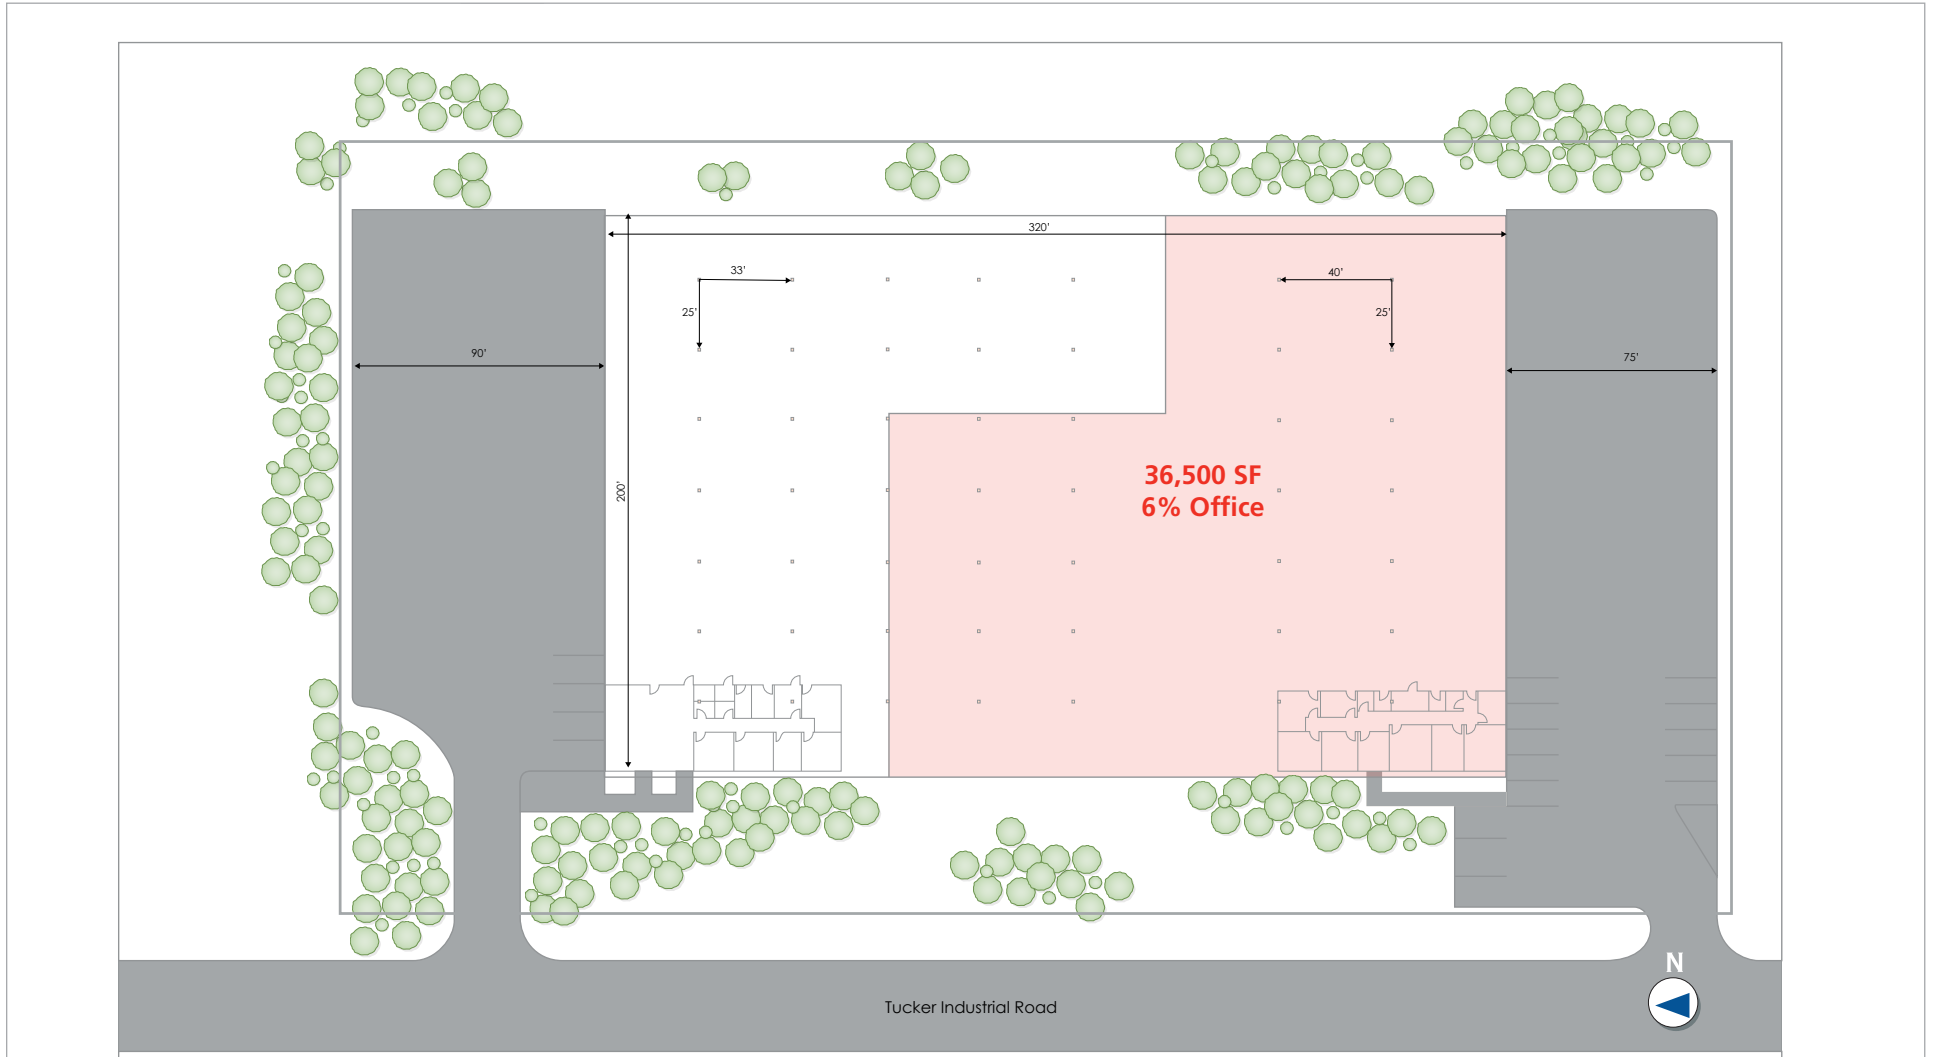 320'
33'
40'
25'
25'
90'
75'
200'
36,500 SF
6% Office
N
Tucker Industrial Road